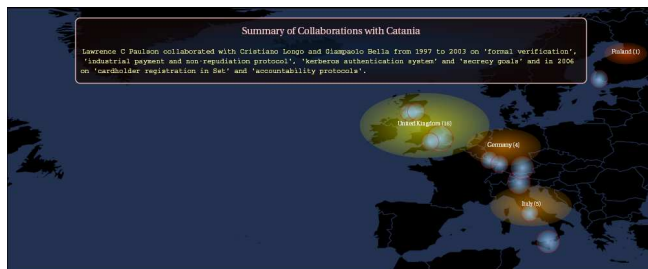 Summary of Collaborations with Catania
Lawrence C Paulson collaborated with Cristiano Longo and Giampaolo Bella from 1997 to 2003 on 'formal verification',
'industrial payment and non-repudiation protocol', 'kerberos authentication system' and 'secrecy goals' and in 2006
on 'cardholder registration in Set' and 'accountability protocols'.
Finland (1)
United Kingdom (16)
Germany (4)
Italy (5)